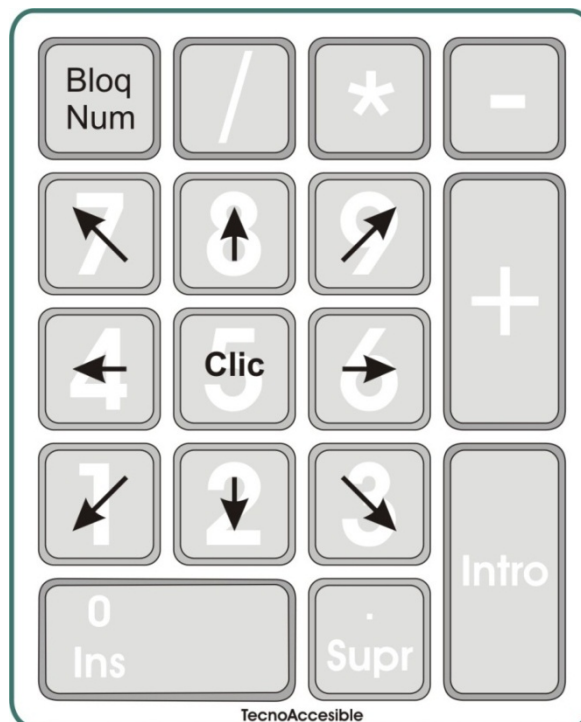 Bloq
Num
/
*
-
7
8
9
+
4
5
Clic
6
1
2
3
Intro
0
Ins
.
Supr
TecnoAccesible